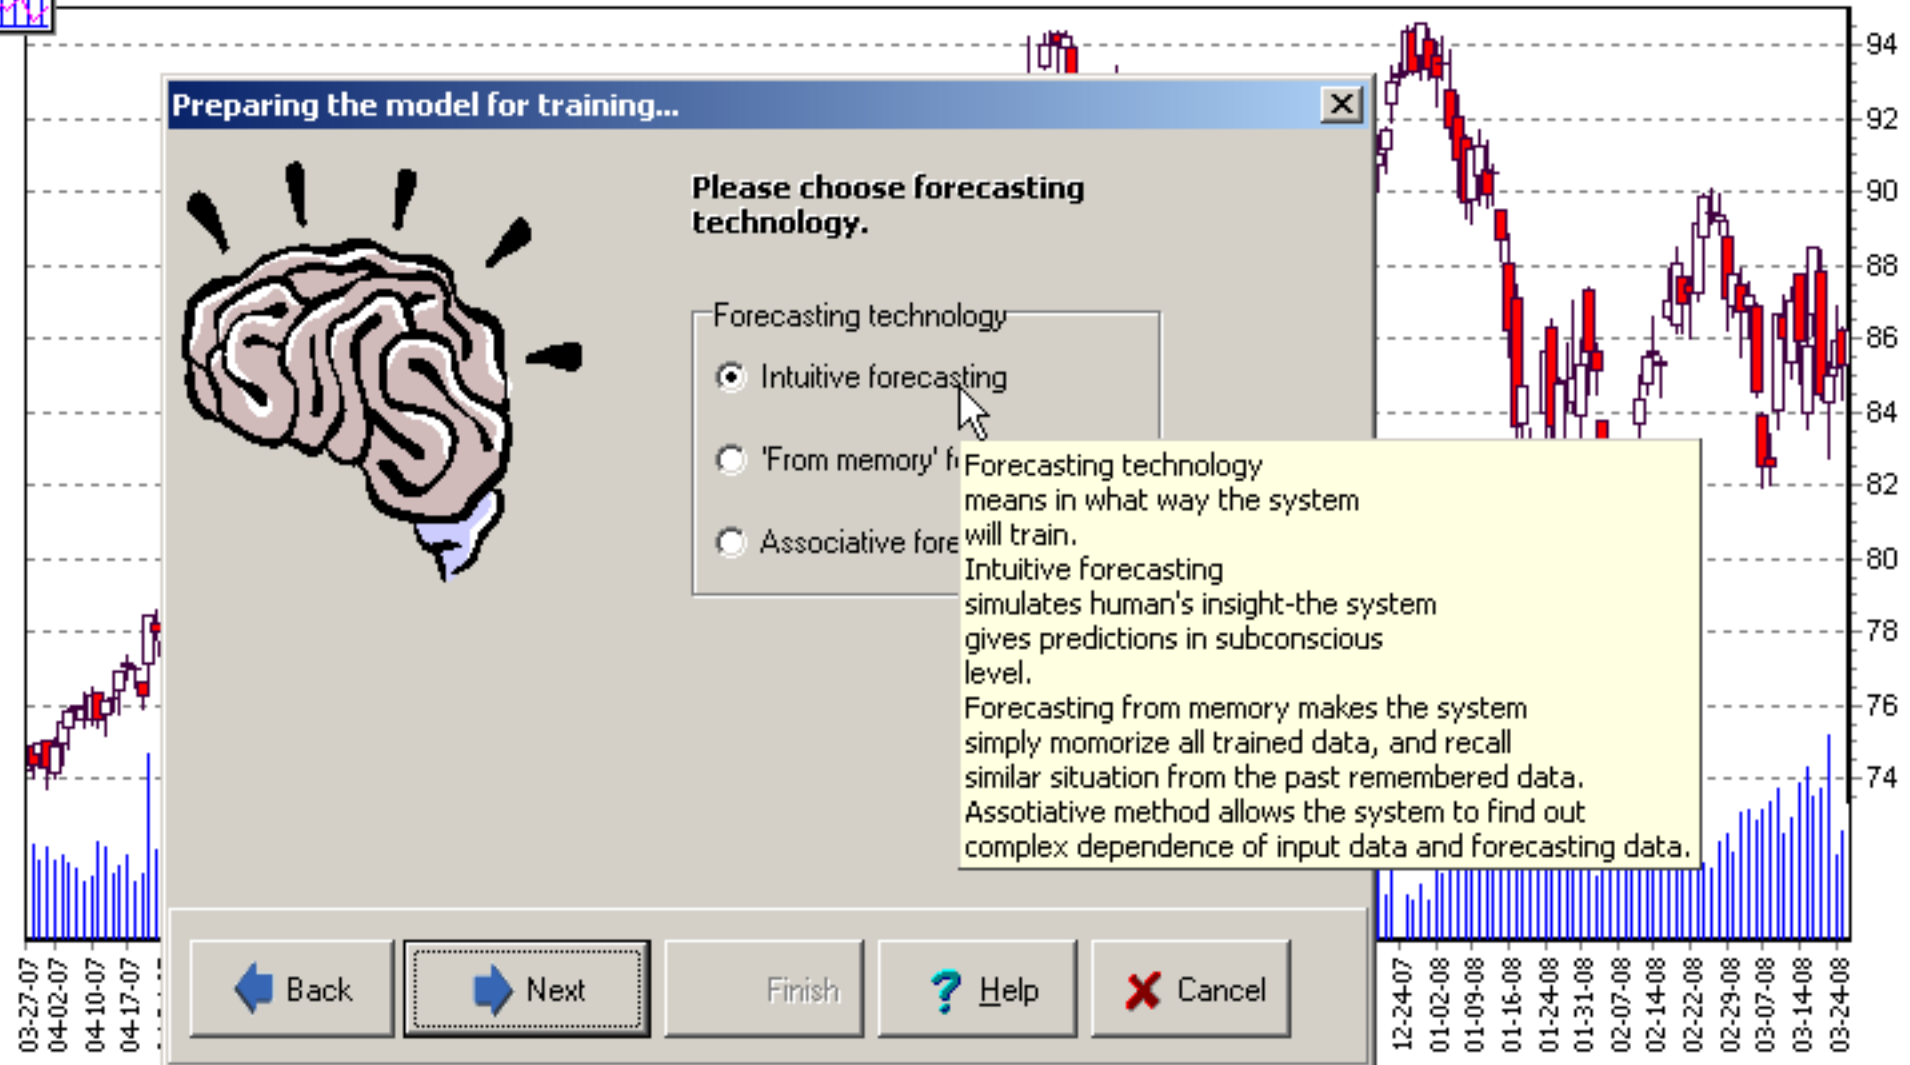 Preparing the model for training...
Please choose forecasting
technology.
Forecasting technology
Intuitive forecasting
'From memory'
Associative
Forecasting technology
means in what way the system
will train.
Intuitive forecasting
simulates human's insight-the system
gives predictions in subconscious
level.
Forecasting from memory makes the system
simply momorize all trained data, and recall
similar situation from the past remembered data.
Assotiative method allows the system to find out
complex dependence of input data and forecasting data.
Back
Next
Finish
Help
Cancel
94
92
90
88
86
84
82
80
78
76
74
03-27-07
04-02-07
04-10-07
04-17-07
12-24-07
01-02-08
01-09-08
01-16-08
01-24-08
01-31-08
02-07-08
02-14-08
02-22-08
02-29-08
03-07-08
03-14-08
03-24-08